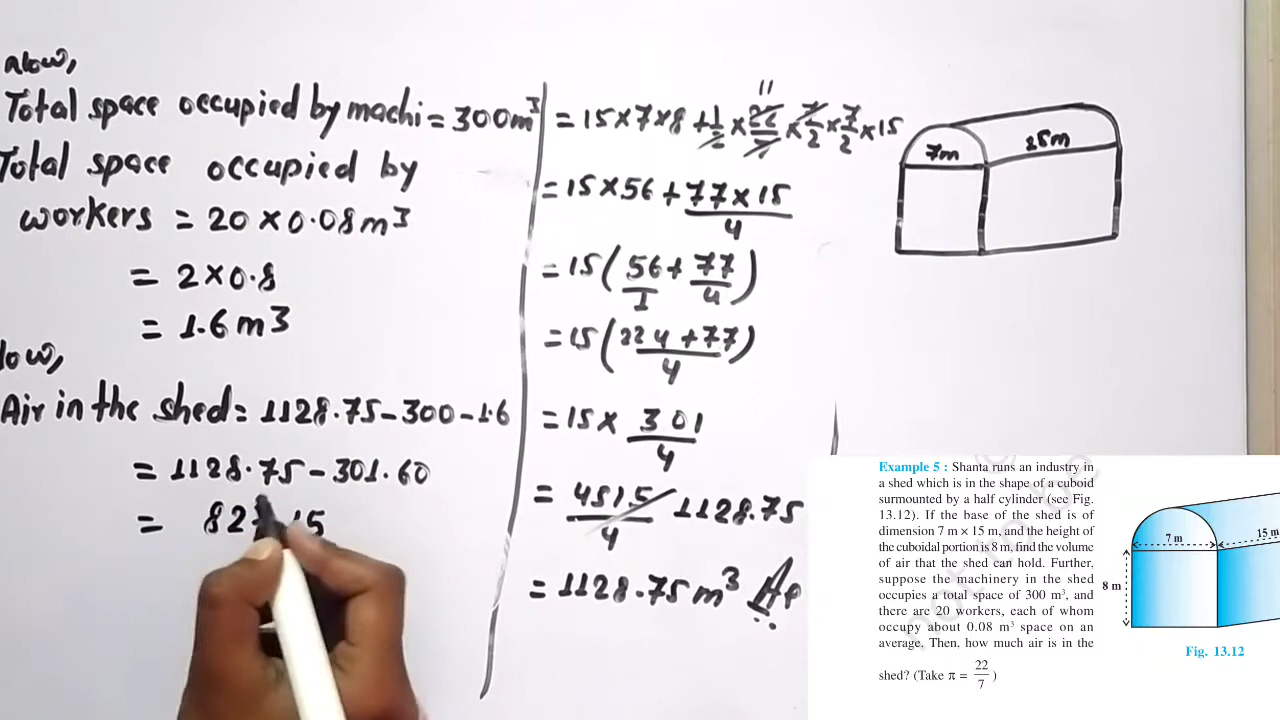 now,
Total space occupied by machi = 300m³
Total space occupied by
workers = 20 × 0.08m³
= 2×0.8
= 1.6 m3
low,
Air in the shed = 1128.75-300-1.6
= 1128.75-301.60
= 827.15
= 15×7×8 + 1/2 × 22/7 × 7/2 × 7/2 × 15
11
= 15×56 + 77×15/4
= 15(56/1 + 77/4)
= 15(224+77/4)
= 15× 301/4
= 4515/4 1128.75
= 1128.75 m³
7m
15m
Example 5 : Shanta runs an industry in
a shed which is in the shape of a cuboid
surmounted by a half cylinder (see Fig.
13.12). If the base of the shed is of
dimension 7 m × 15 m, and the height of
the cuboidal portion is 8 m, find the volume
of air that the shed can hold. Further,
suppose the machinery in the shed
occupies a total space of 300 m³, and
there are 20 workers, each of whom
occupy about 0.08 m³ space on an
average. Then, how much air is in the
shed? (Take π = 22/7)
7 m
15 m
8 m
Fig. 13.12